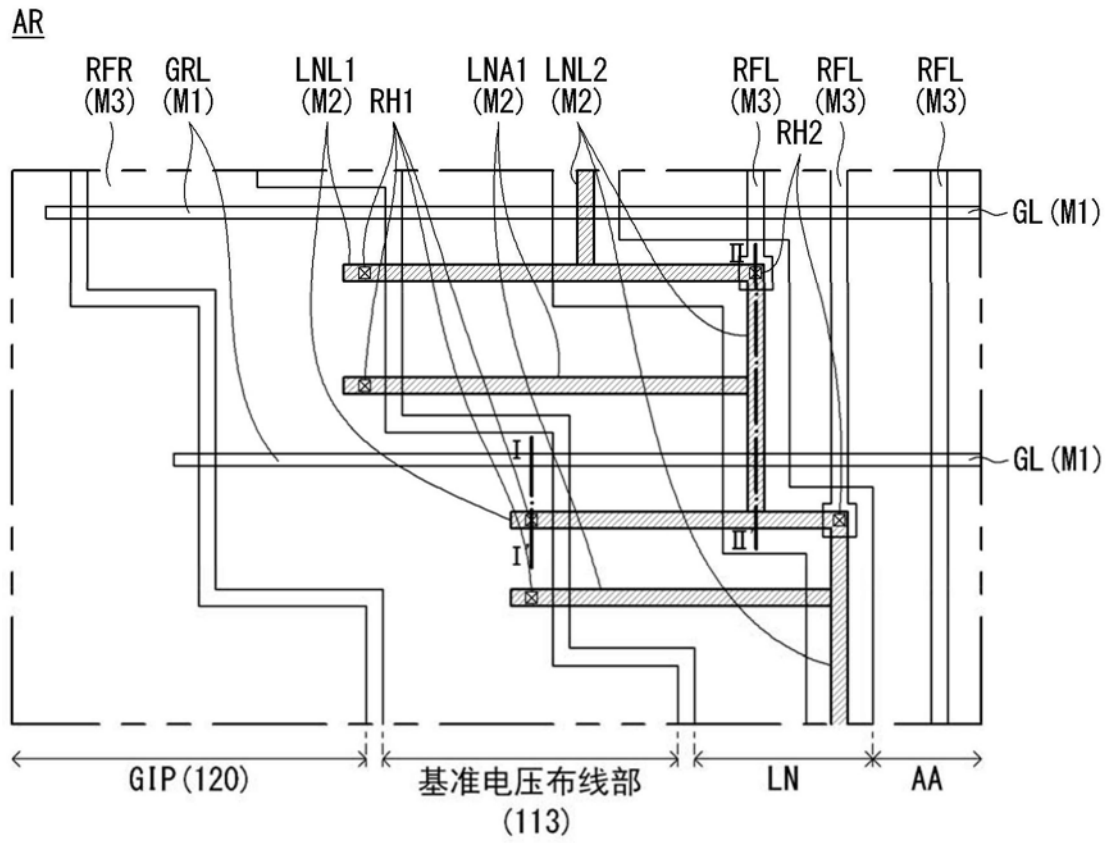 AR
RFR GRL LNL1 RH1 LNA1 LNL2 RFL RFL RFL
(M3) (M1) (M2) (M2) (M2) (M3) (M3) (M3)
RH2
GL(M1)
II
I
GL(M1)
I′
II′
GIP(120) 基准电压布线部 LN AA
(113)